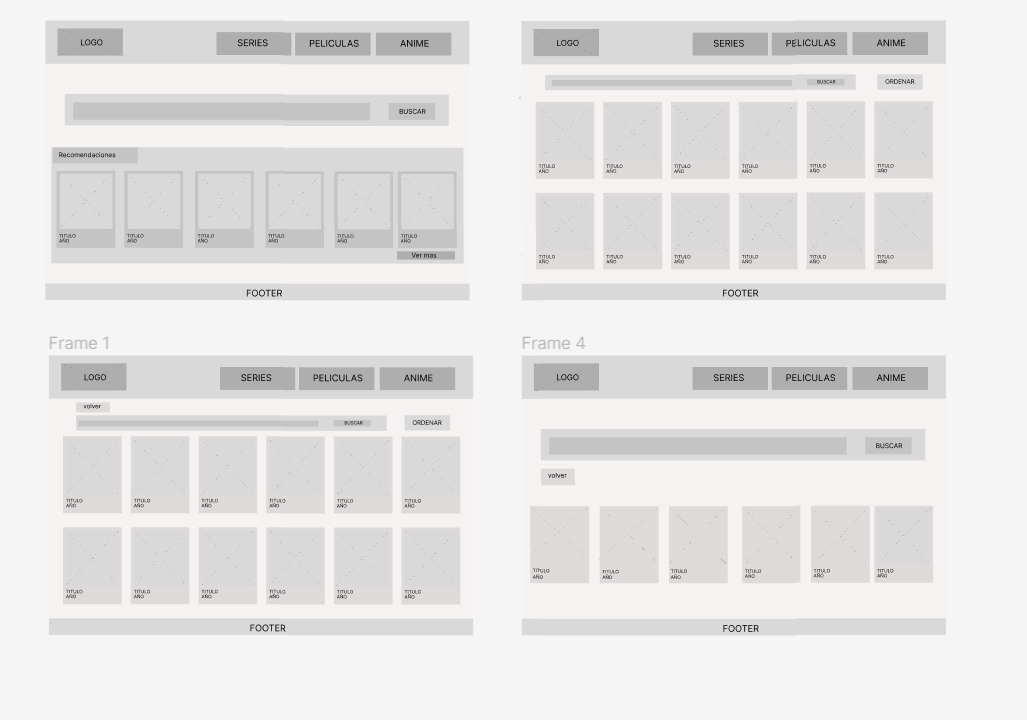 LOGO SERIES PELICULAS ANIME
BUSCAR
Recomendaciones
TITULO TITULO TITULO TITULO TITULO TITULO
AÑO AÑO AÑO AÑO AÑO AÑO
Ver mas
FOOTER
LOGO SERIES PELICULAS ANIME
BUSCAR ORDENAR
TITULO TITULO TITULO TITULO TITULO TITULO
AÑO AÑO AÑO AÑO AÑO AÑO
TITULO TITULO TITULO TITULO TITULO TITULO
AÑO AÑO AÑO AÑO AÑO AÑO
FOOTER
Frame 1
LOGO SERIES PELICULAS ANIME
volver
BUSCAR ORDENAR
TITULO TITULO TITULO TITULO TITULO TITULO
AÑO AÑO AÑO AÑO AÑO AÑO
TITULO TITULO TITULO TITULO TITULO TITULO
AÑO AÑO AÑO AÑO AÑO AÑO
FOOTER
Frame 4
LOGO SERIES PELICULAS ANIME
BUSCAR
volver
TITULO TITULO TITULO TITULO TITULO TITULO
AÑO AÑO AÑO AÑO AÑO AÑO
FOOTER